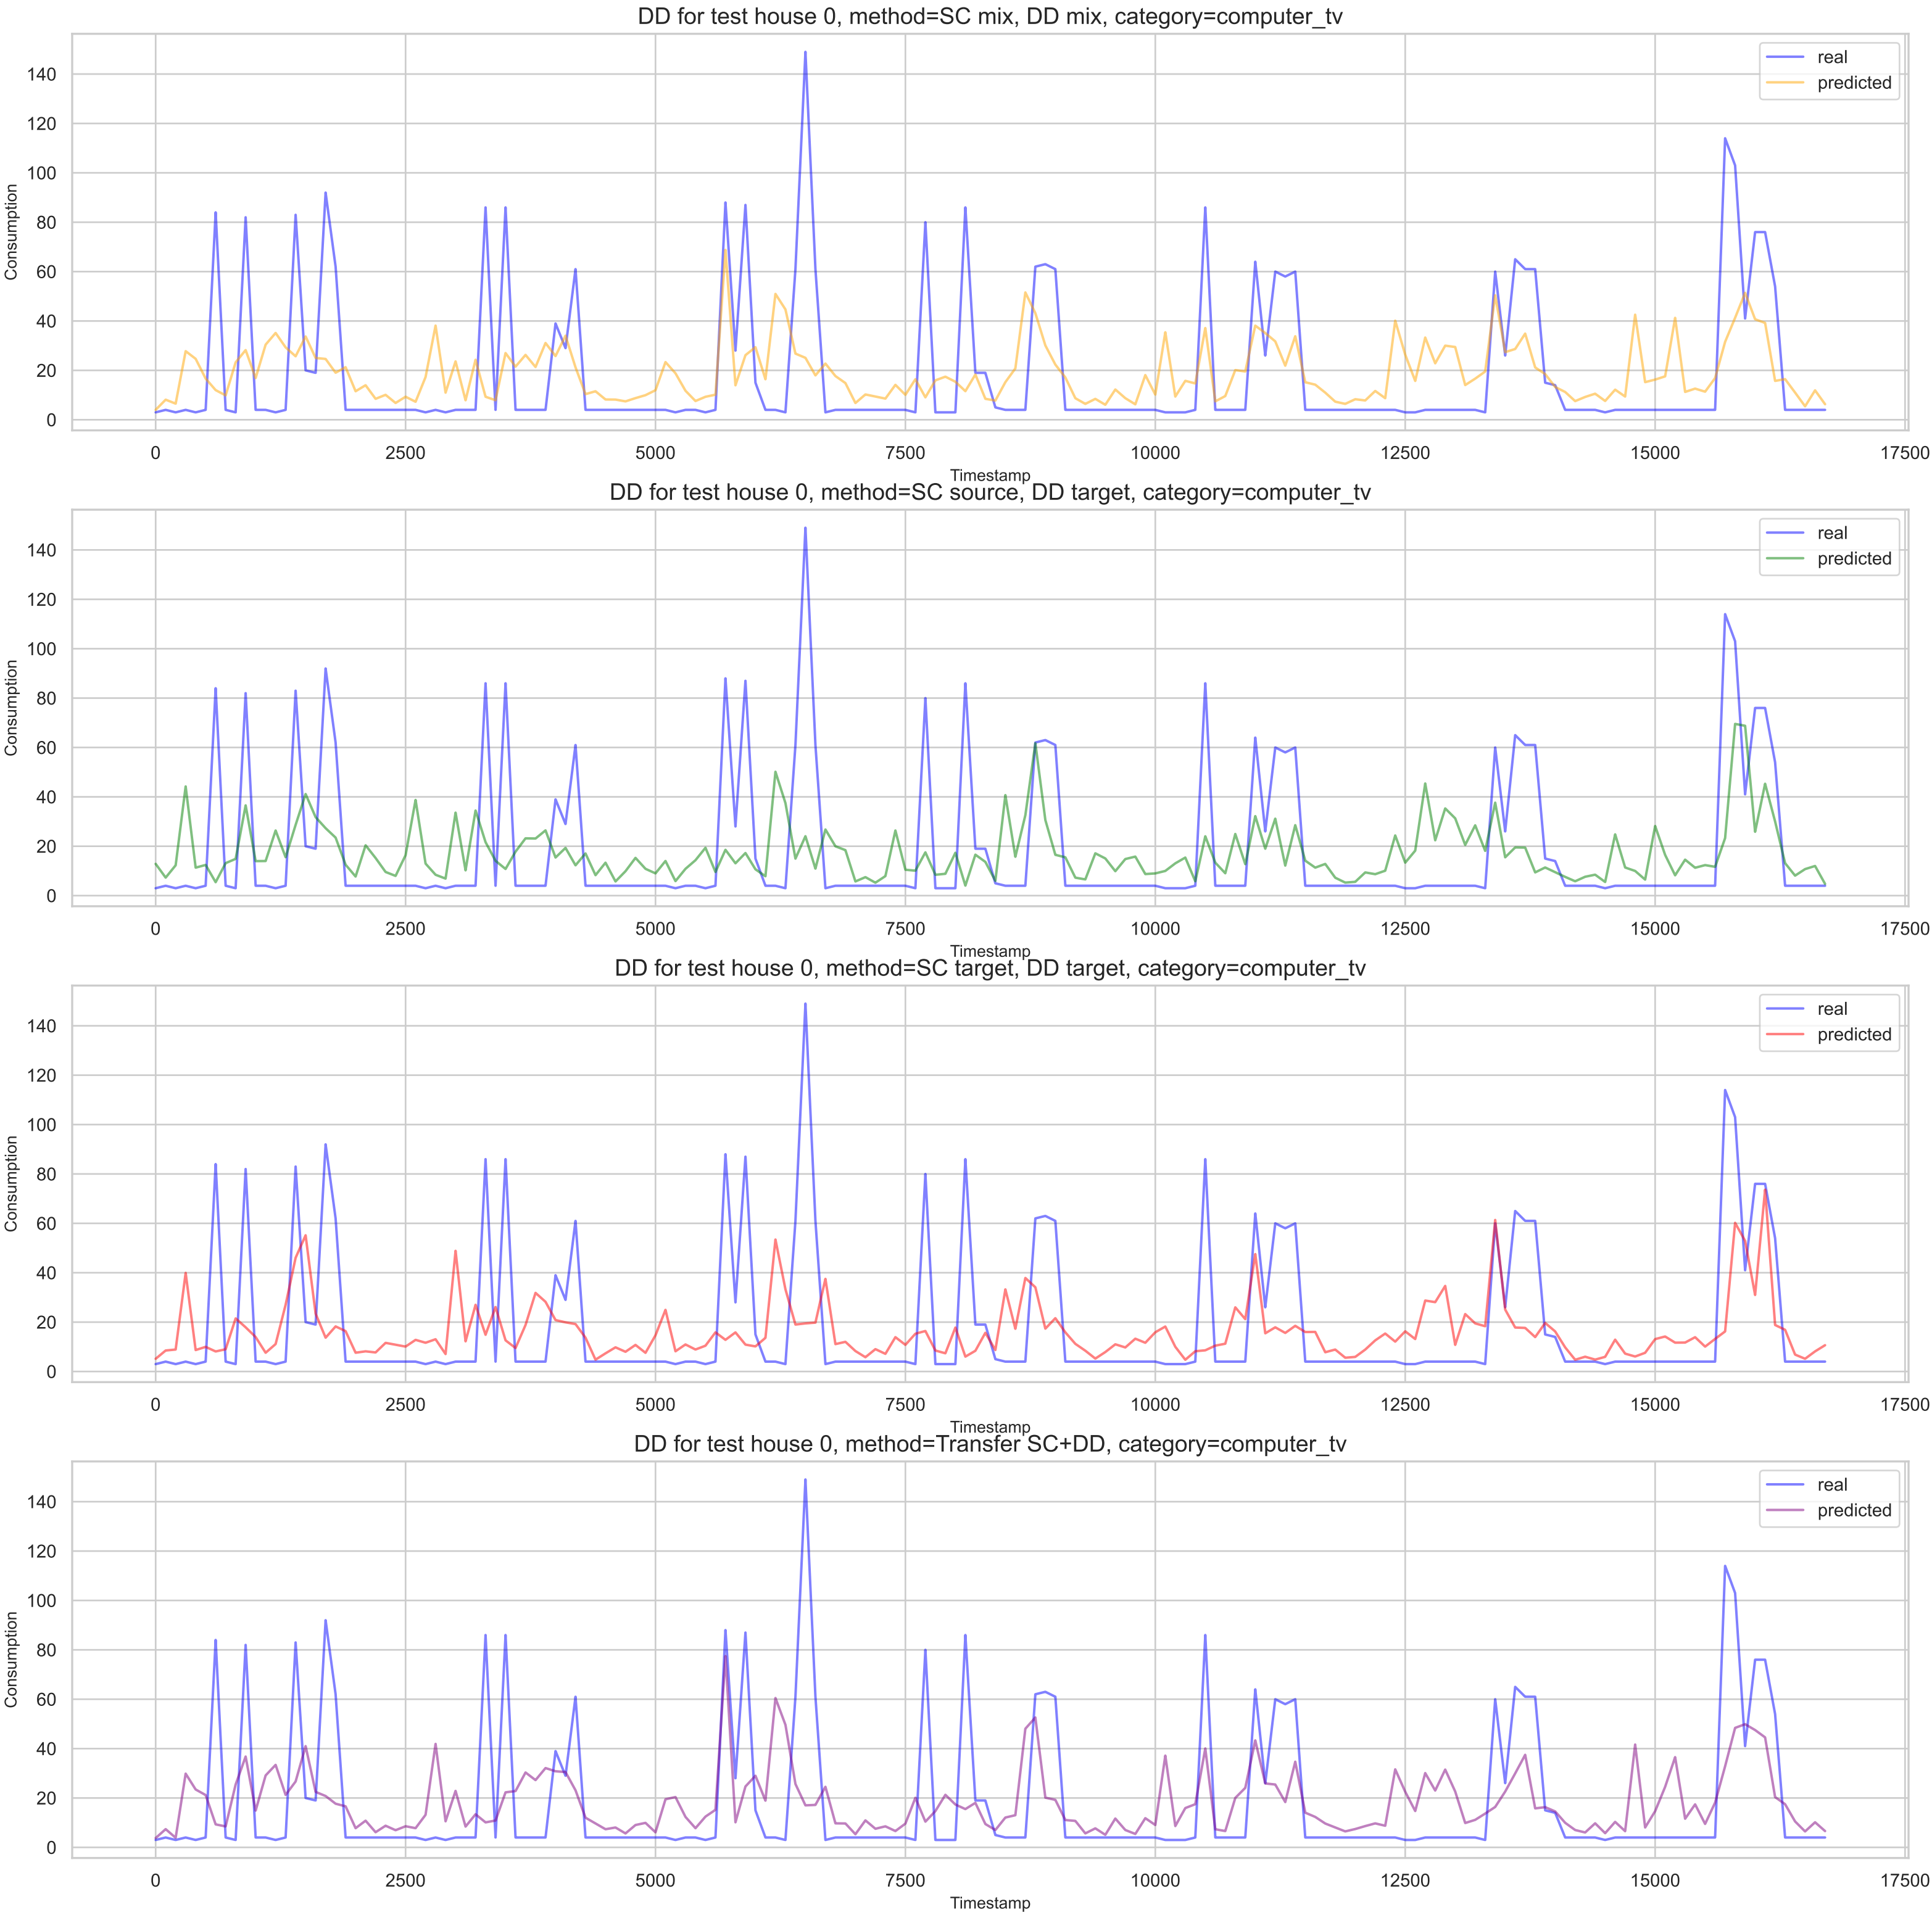 DD for test house 0, method=SC mix, DD mix, category=computer_tv
real
predicted
140
120
100
80
60
40
20
0
Consumption
0 2500 5000 7500 10000 12500 15000 17500
Timestamp
DD for test house 0, method=SC source, DD target, category=computer_tv
real
predicted
140
120
100
80
60
40
20
0
Consumption
0 2500 5000 7500 10000 12500 15000 17500
Timestamp
DD for test house 0, method=SC target, DD target, category=computer_tv
real
predicted
140
120
100
80
60
40
20
0
Consumption
0 2500 5000 7500 10000 12500 15000 17500
Timestamp
DD for test house 0, method=Transfer SC+DD, category=computer_tv
real
predicted
140
120
100
80
60
40
20
0
Consumption
0 2500 5000 7500 10000 12500 15000 17500
Timestamp